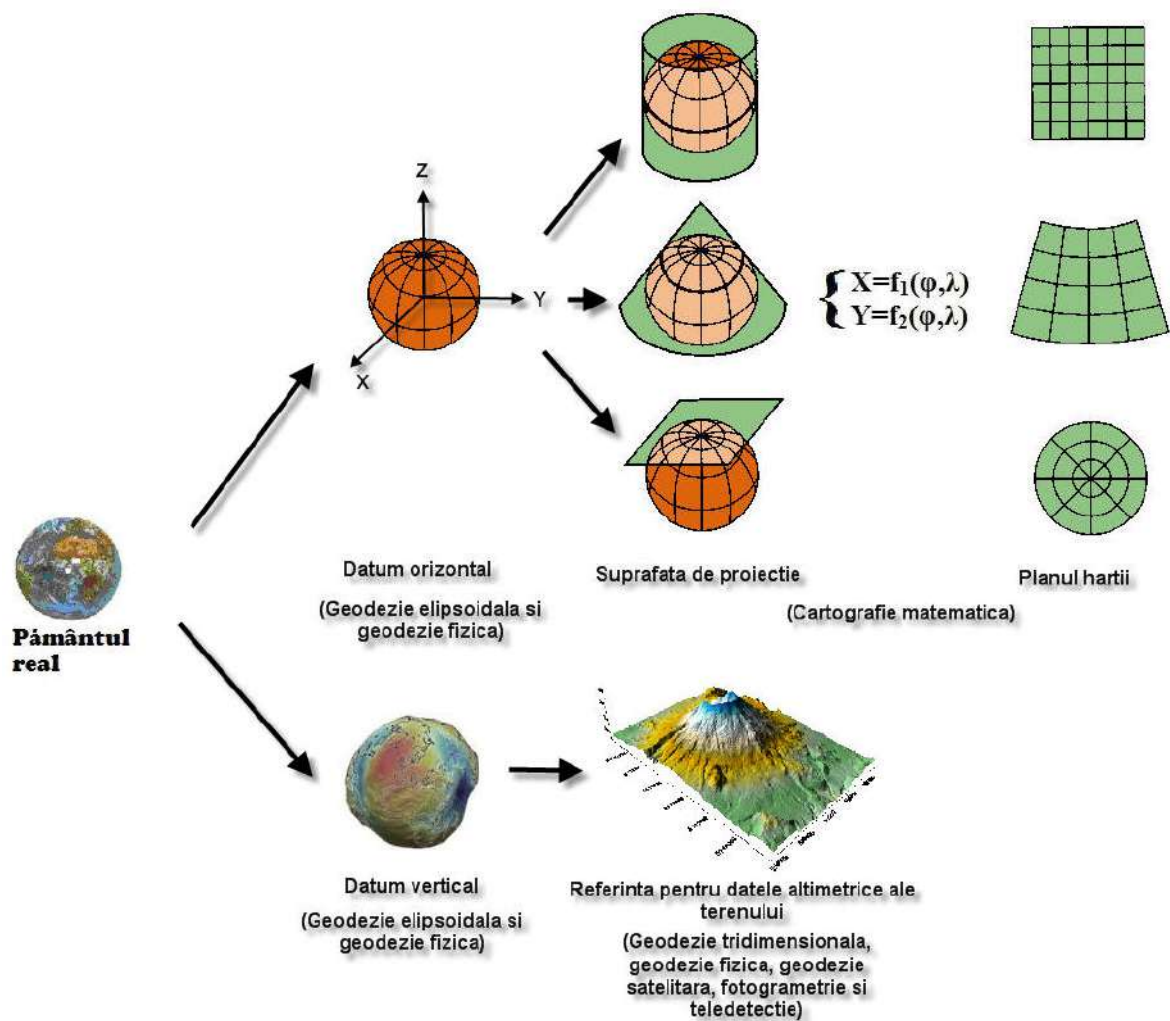 Z
Y
X
{ X=f₁(φ,λ)
Y=f₂(φ,λ)
Pământul
real
Datum orizontal
(Geodezie elipsoidala si
geodezie fizica)
Suprafata de proiectie
Planul hartii
(Cartografie matematica)
Datum vertical
(Geodezie elipsoidala si
geodezie fizica)
Referinta pentru datele altimetrice ale
terenului
(Geodezie tridimensionala,
geodezie fizica, geodezie
satelitara, fotogrametrie si
teledetectie)